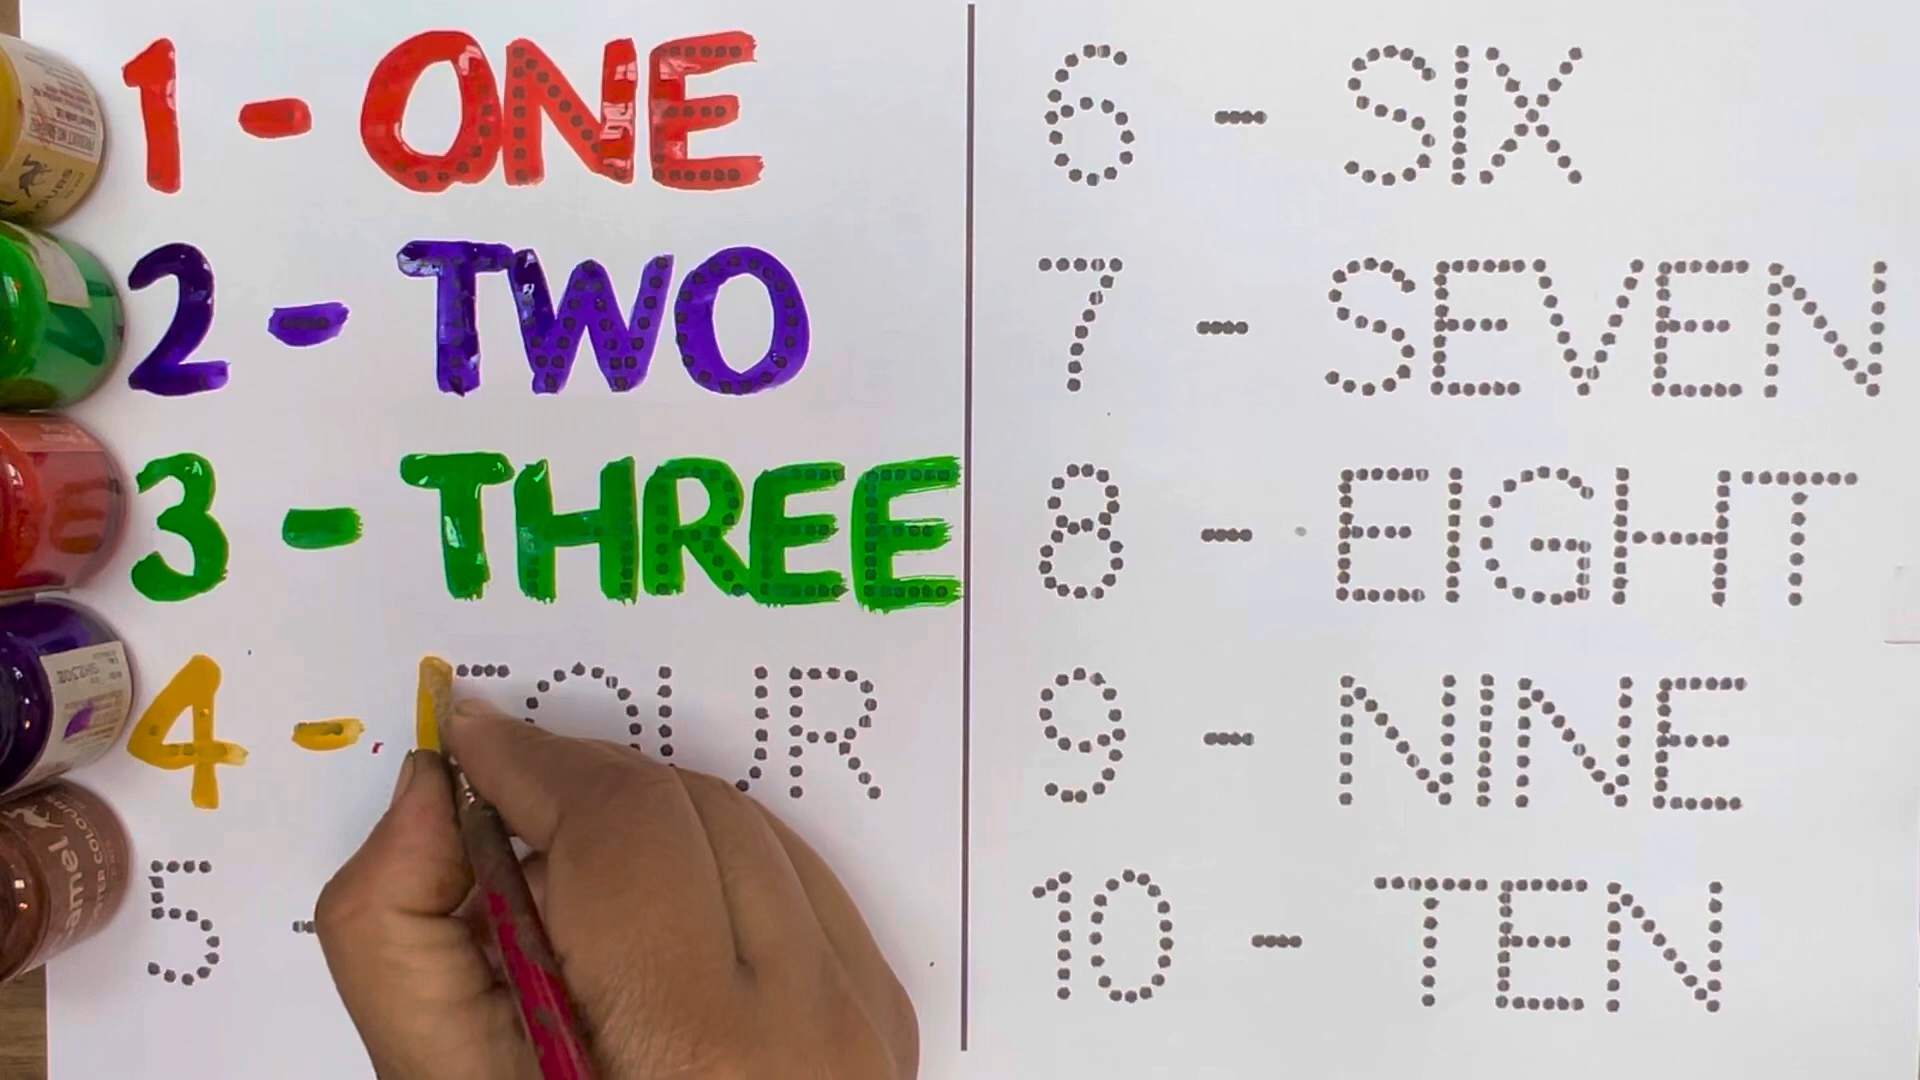 1 - ONE
2 - TWO
3 - THREE
4 - FOUR
5 -
6 - SIX
7 - SEVEN
8 - EIGHT
9 - NINE
10 - TEN